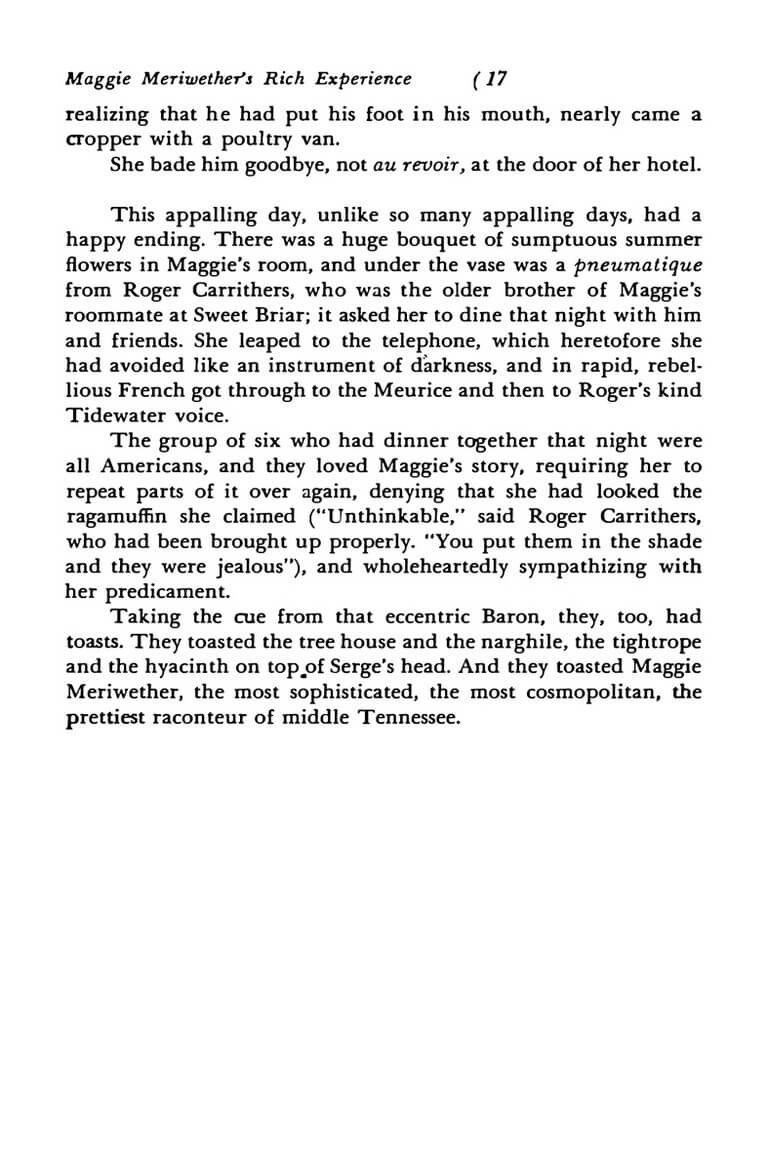 Maggie Meriwether's Rich Experience ( 17
realizing that he had put his foot in his mouth, nearly came a
cropper with a poultry van.
She bade him goodbye, not au revoir, at the door of her hotel.
This appalling day, unlike so many appalling days, had a
happy ending. There was a huge bouquet of sumptuous summer
flowers in Maggie's room, and under the vase was a pneumatique
from Roger Carrithers, who was the older brother of Maggie's
roommate at Sweet Briar; it asked her to dine that night with him
and friends. She leaped to the telephone, which heretofore she
had avoided like an instrument of darkness, and in rapid, rebel-
lious French got through to the Meurice and then to Roger's kind
Tidewater voice.
The group of six who had dinner together that night were
all Americans, and they loved Maggie's story, requiring her to
repeat parts of it over again, denying that she had looked the
ragamuffin she claimed ("Unthinkable," said Roger Carrithers,
who had been brought up properly. "You put them in the shade
and they were jealous"), and wholeheartedly sympathizing with
her predicament.
Taking the cue from that eccentric Baron, they, too, had
toasts. They toasted the tree house and the narghile, the tightrope
and the hyacinth on top of Serge's head. And they toasted Maggie
Meriwether, the most sophisticated, the most cosmopolitan, the
prettiest raconteur of middle Tennessee.